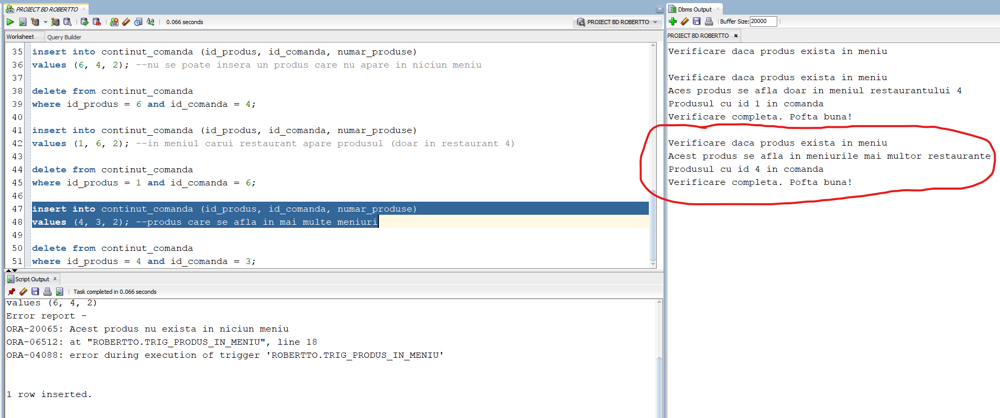 PROIECT BD ROBERTTO
0.066 seconds
PROIECT BD ROBERTTO
Worksheet Query Builder
35 insert into continut_comanda (id_produs, id_comanda, numar_produse)
36 values (6, 4, 2); --nu se poate insera un produs care nu apare in niciun meniu
37
38 delete from continut_comanda
39 where id_produs = 6 and id_comanda = 4;
40
41 insert into continut_comanda (id_produs, id_comanda, numar_produse)
42 values (1, 6, 2); --in meniul carui restaurant apare produsul (doar in restaurant 4)
43
44 delete from continut_comanda
45 where id_produs = 1 and id_comanda = 6;
46
47 insert into continut_comanda (id_produs, id_comanda, numar_produse)
48 values (4, 3, 2); --produs care se afla in mai multe meniuri
49
50 delete from continut_comanda
51 where id_produs = 4 and id_comanda = 3;
Script Output x
Task completed in 0.066 seconds
values (6, 4, 2)
Error report -
ORA-20065: Acest produs nu exista in niciun meniu
ORA-06512: at "ROBERTTO.TRIG_PRODUS_IN_MENIU", line 18
ORA-04088: error during execution of trigger 'ROBERTTO.TRIG_PRODUS_IN_MENIU'
1 row inserted.
Dbms Output
Buffer Size: 20000
PROIECT BD ROBERTTO x
Verificare daca produs exista in meniu
Verificare daca produs exista in meniu
Aces produs se afla doar in meniul restaurantului 4
Produsul cu id 1 in comanda
Verificare completa. Pofta buna!
Verificare daca produs exista in meniu
Acest produs se afla in meniurile mai multor restaurante
Produsul cu id 4 in comanda
Verificare completa. Pofta buna!